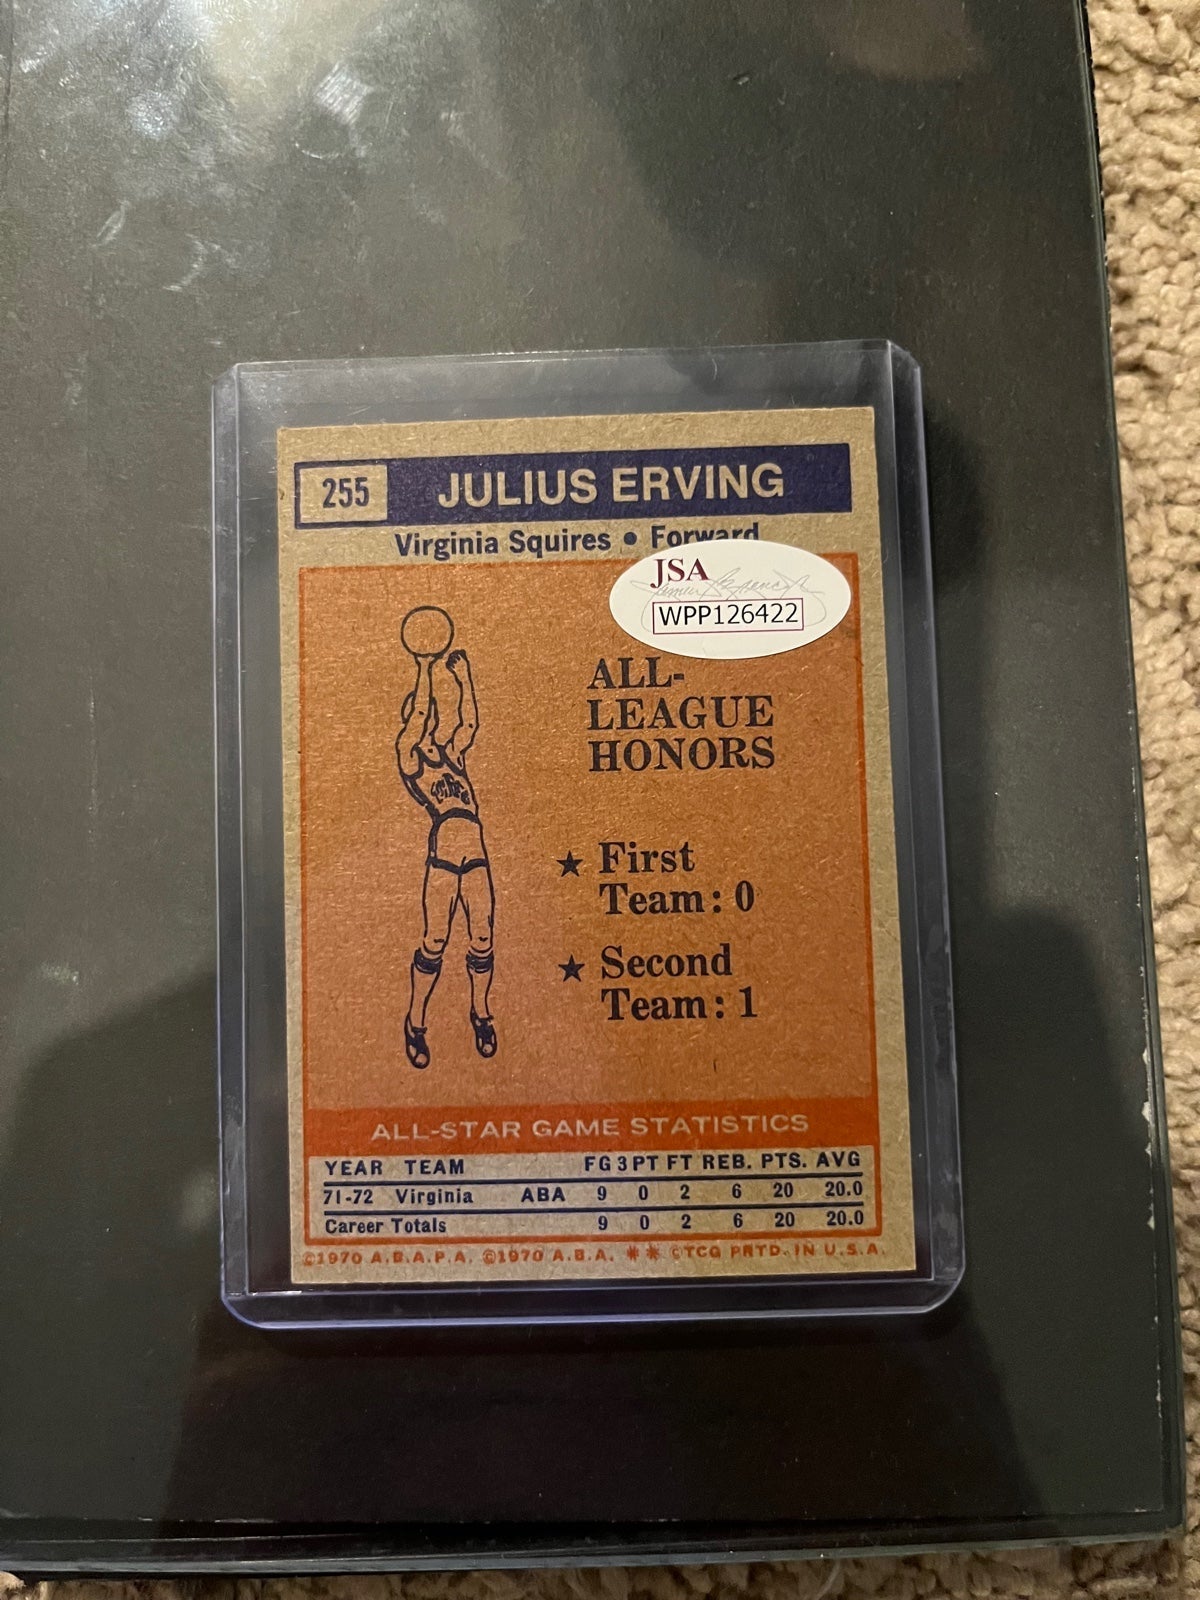 255 JULIUS ERVING
Virginia Squires • Forward
JSA
WPP126422
ALL-
LEAGUE
HONORS
★ First
Team: 0
★ Second
Team: 1
ALL-STAR GAME STATISTICS
YEAR TEAM FG 3PT FT REB. PTS. AVG
71-72 Virginia ABA 9 0 2 6 20 20.0
Career Totals 9 0 2 6 20 20.0
©1970 A.B.A.P.A. ©1970 A.B.A. ** ©TCG PRTD. IN U.S.A.